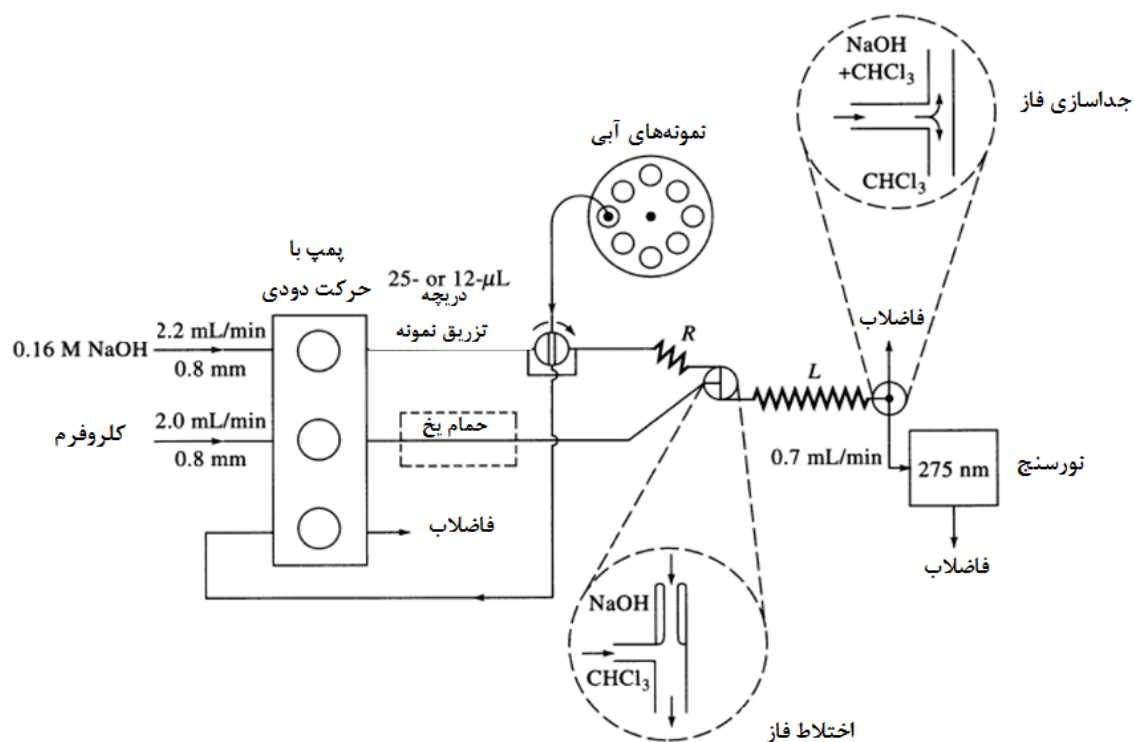 NaOH
+CHCl3
CHCl3
جداسازی فاز
نمونه‌های آبی
پمپ با
حرکت دودی
25- or 12-µL
دریچه
تزریق نمونه
0.16 M NaOH
2.2 mL/min
0.8 mm
کلروفرم
2.0 mL/min
0.8 mm
حمام یخ
فاضلاب
R
L
فاضلاب
0.7 mL/min
275 nm
نورسنج
فاضلاب
NaOH
CHCl3
اختلاط فاز